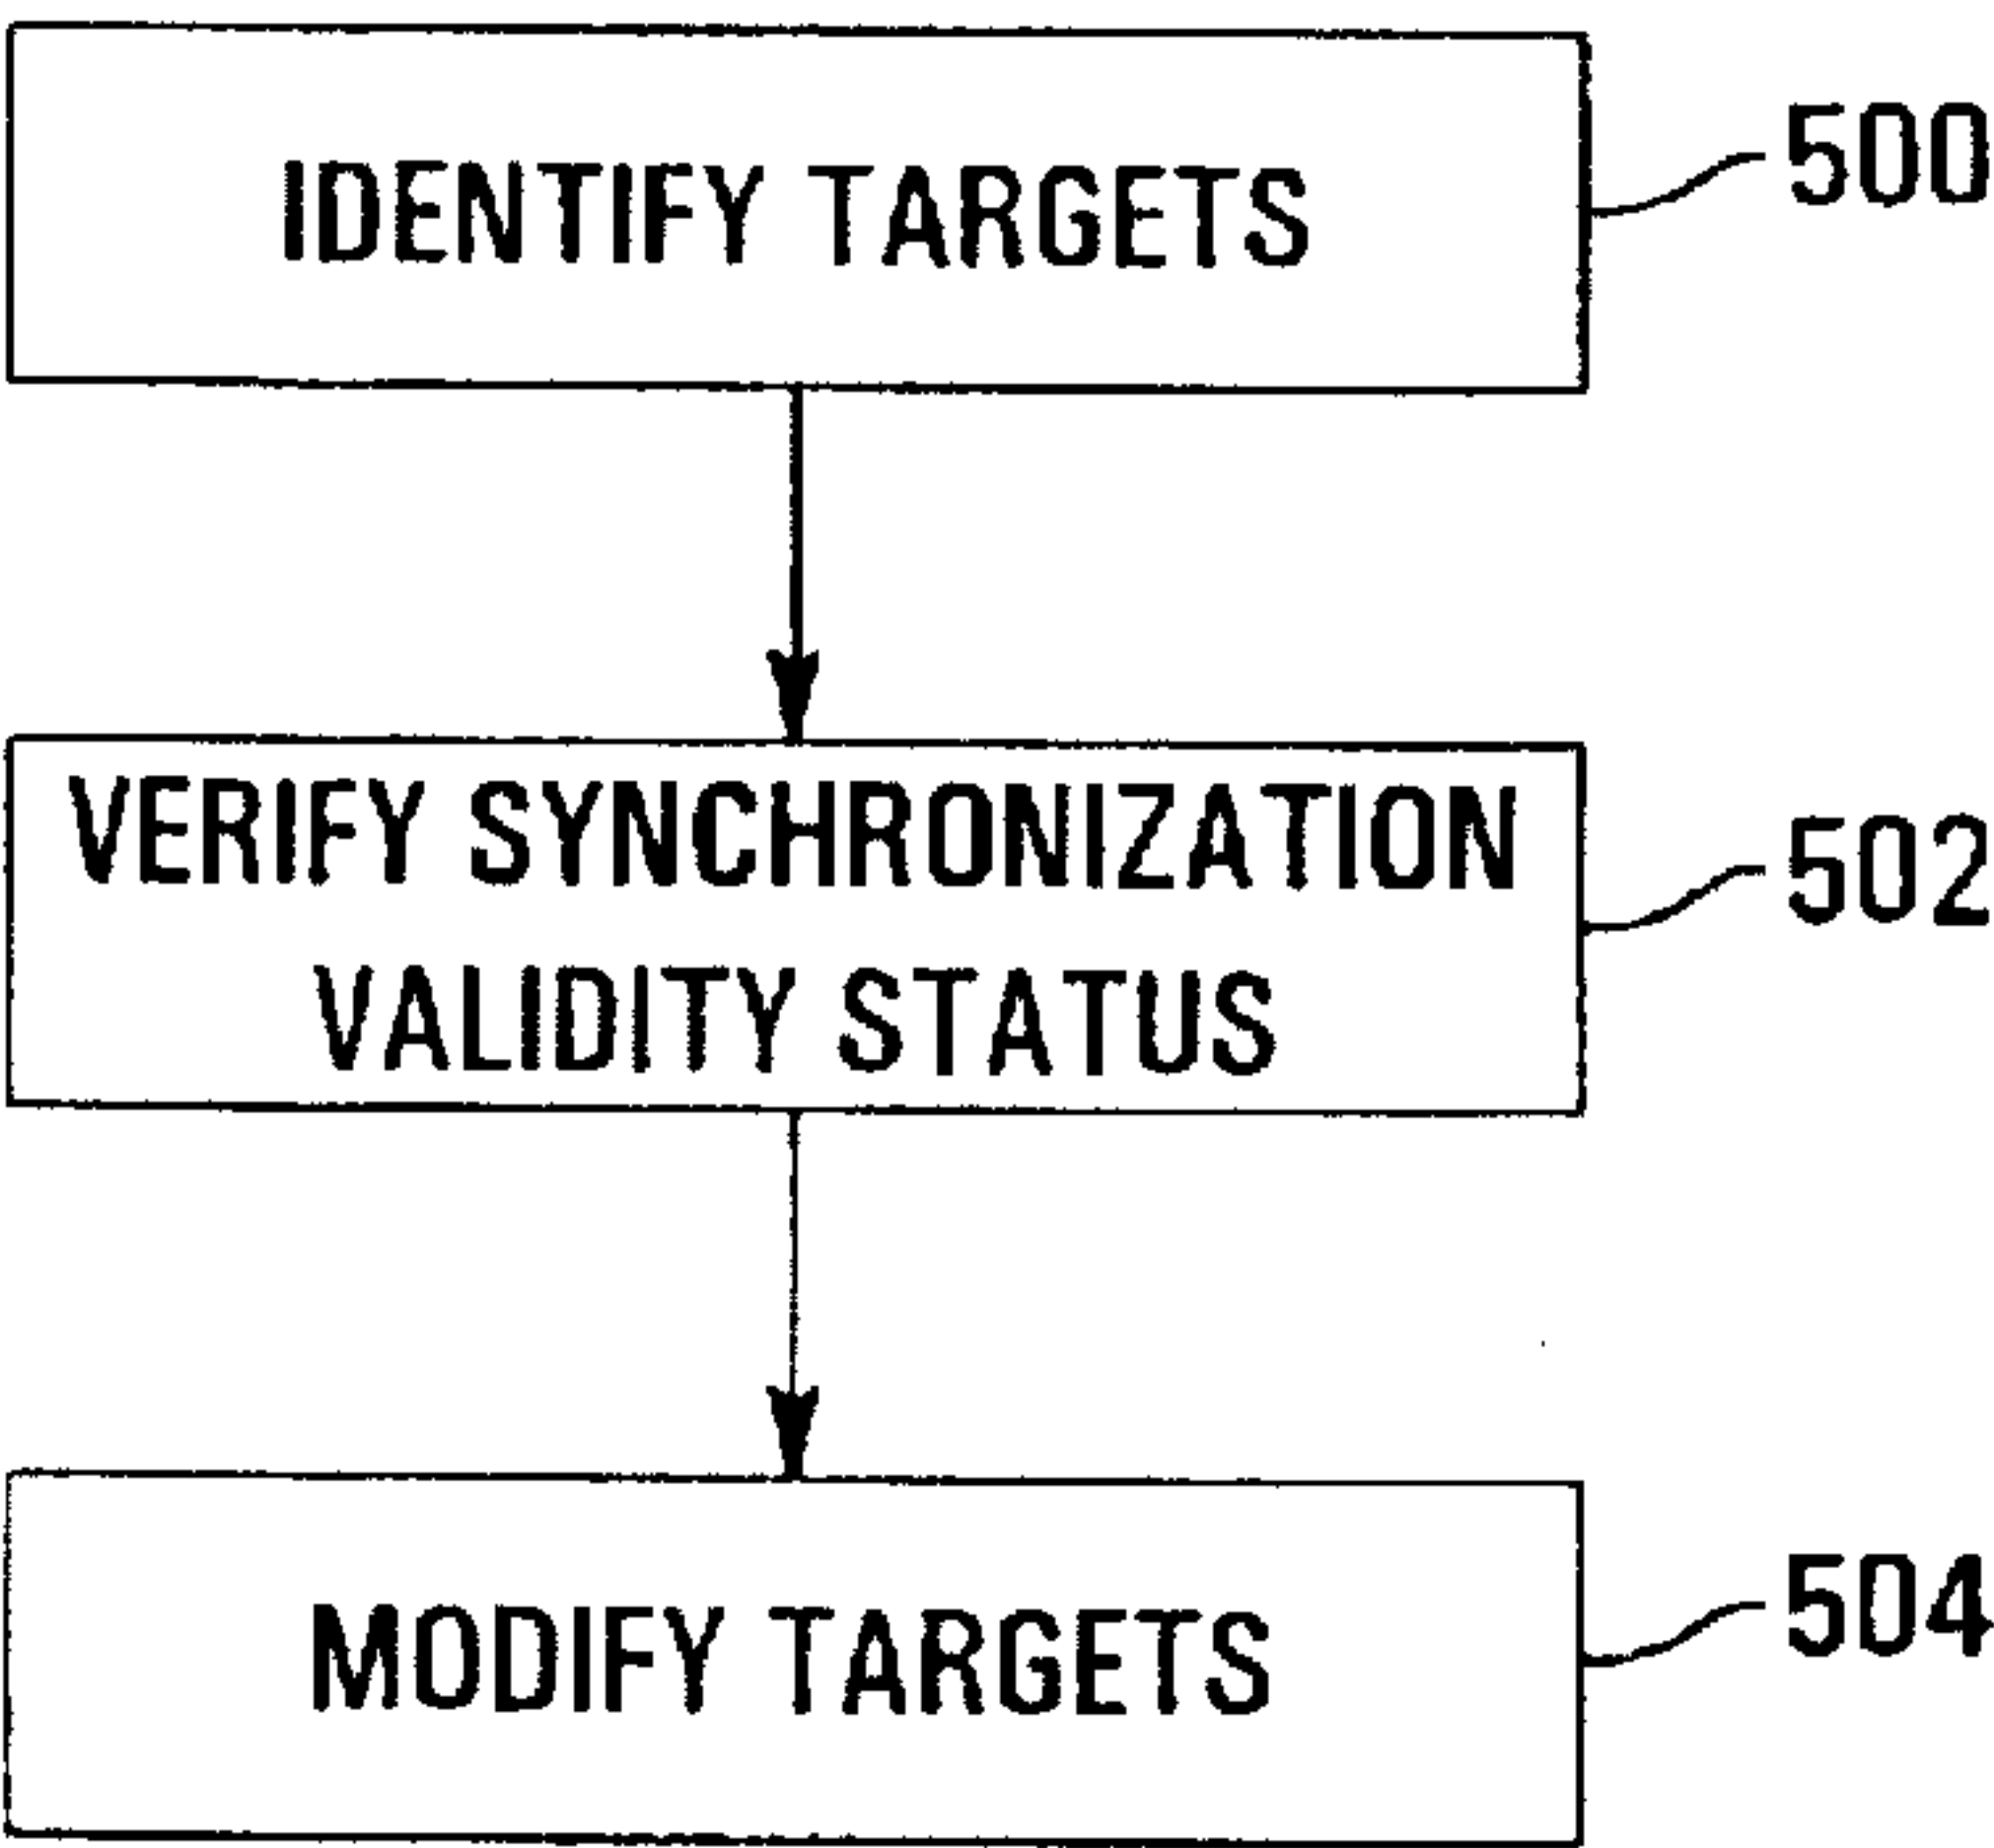 IDENTIFY TARGETS
500
VERIFY SYNCHRONIZATION
VALIDITY STATUS
502
MODIFY TARGETS
504